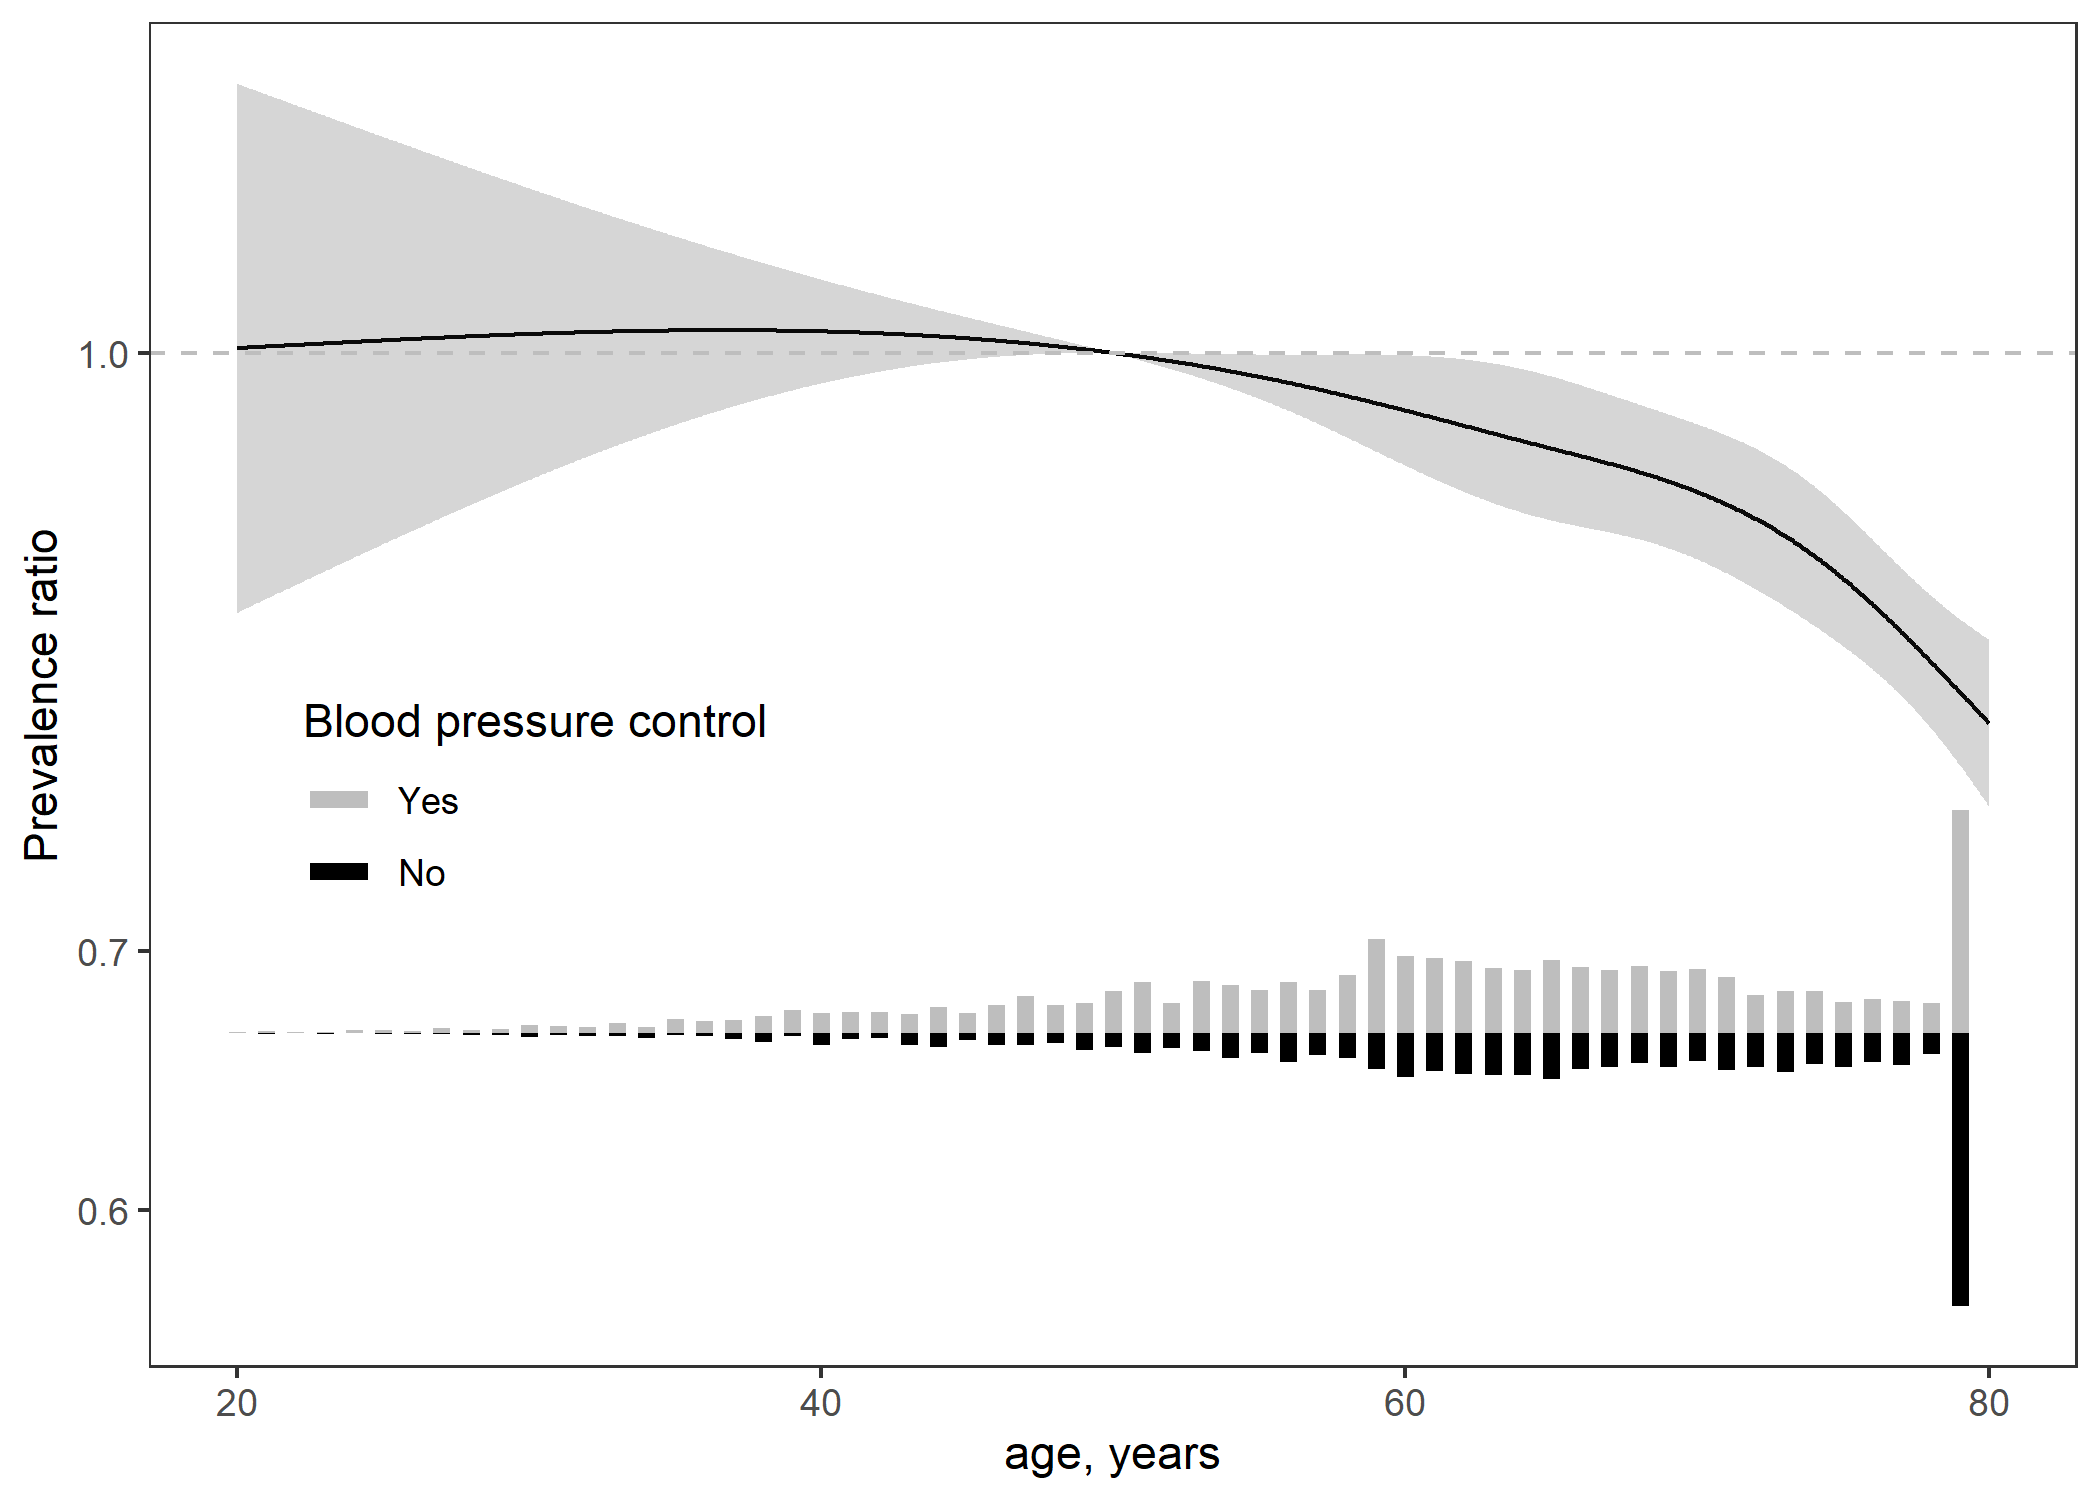 Prevalence ratio
1.0
0.7
0.6
Blood pressure control
Yes
No
20 40 60 80
age, years